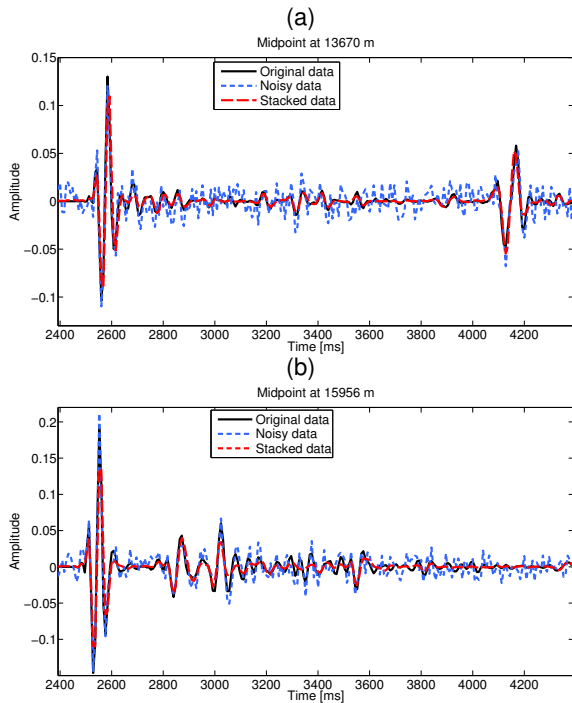 (a)
Midpoint at 13670 m
Original data
Noisy data
Stacked data
0.15
0.1
0.05
0
−0.05
−0.1
Amplitude
2400 2600 2800 3000 3200 3400 3600 3800 4000 4200
Time [ms]
(b)
Midpoint at 15956 m
Original data
Noisy data
Stacked data
0.2
0.15
0.1
0.05
0
−0.05
−0.1
Amplitude
2400 2600 2800 3000 3200 3400 3600 3800 4000 4200
Time [ms]